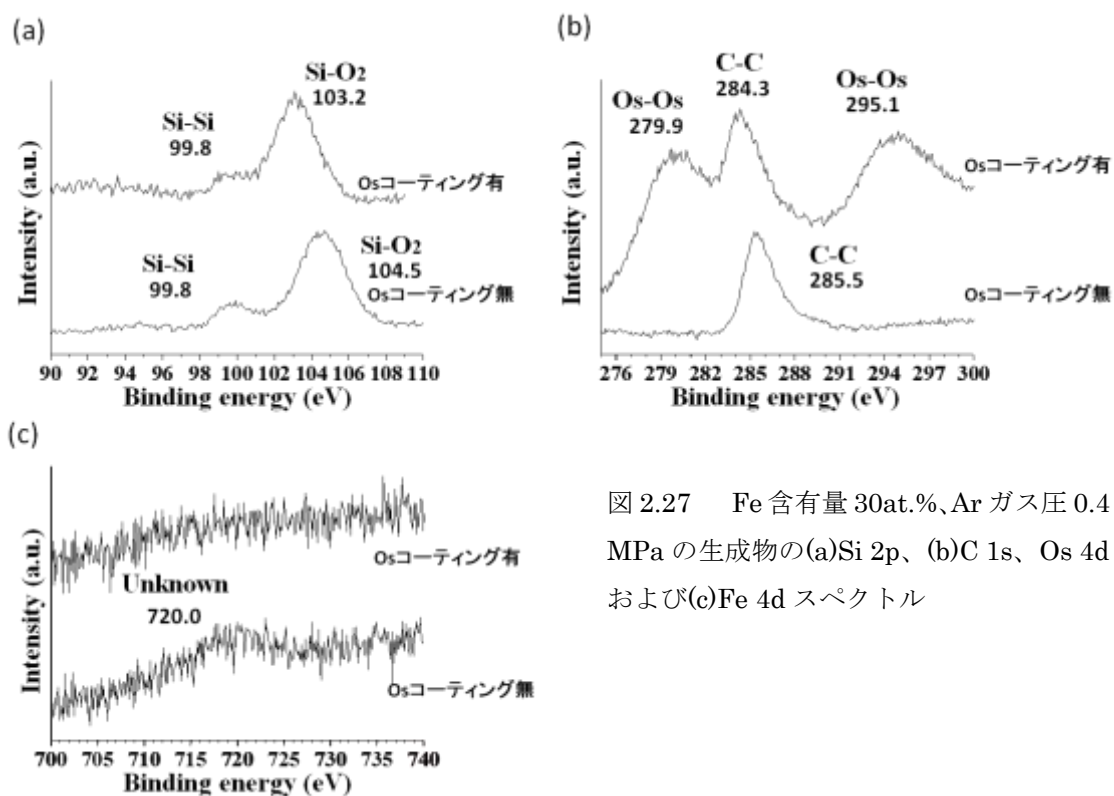 (a)
Si-O2
103.2
Si-Si
99.8
Osコーティング有
Si-O2
104.5
Si-Si
99.8
Osコーティング無
Intensity (a.u.)
90 92 94 96 98 100 102 104 106 108 110
Binding energy (eV)
(b)
C-C
284.3
Os-Os
279.9
Os-Os
295.1
Osコーティング有
C-C
285.5
Osコーティング無
Intensity (a.u.)
276 279 282 285 288 291 294 297 300
Binding energy (eV)
(c)
Osコーティング有
Unknown
720.0
Osコーティング無
Intensity (a.u.)
700 705 710 715 720 725 730 735 740
Binding energy (eV)
図 2.27 Fe 含有量 30at.%、Ar ガス圧 0.4
MPa の生成物の(a)Si 2p、(b)C 1s、Os 4d
および(c)Fe 4d スペクトル